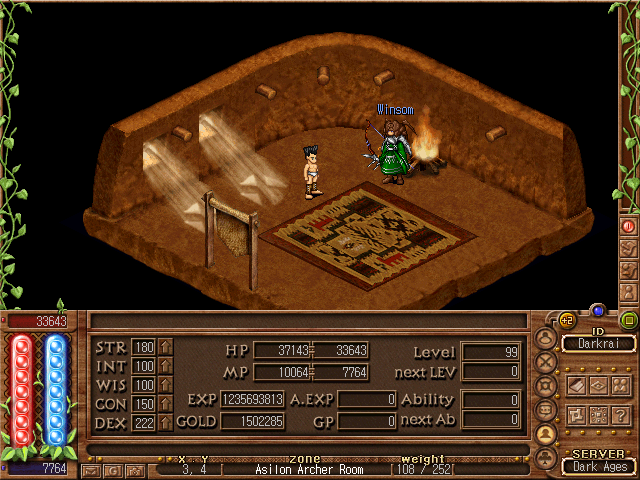 Winsom
33643
STR 180
INT 100
WIS 100
CON 150
DEX 222
HP 37143 33643
MP 10064 7764
EXP 1235693813 A.EXP 0
GOLD 1502285 GP 0
Level 99
next LEV 0
Ability 0
next Ab 0
+2
ID
Darkrai
?
SERVER
Dark Ages
7764
G
x, y zone weight
3, 4 [ Asilon Archer Room [108 / 252[